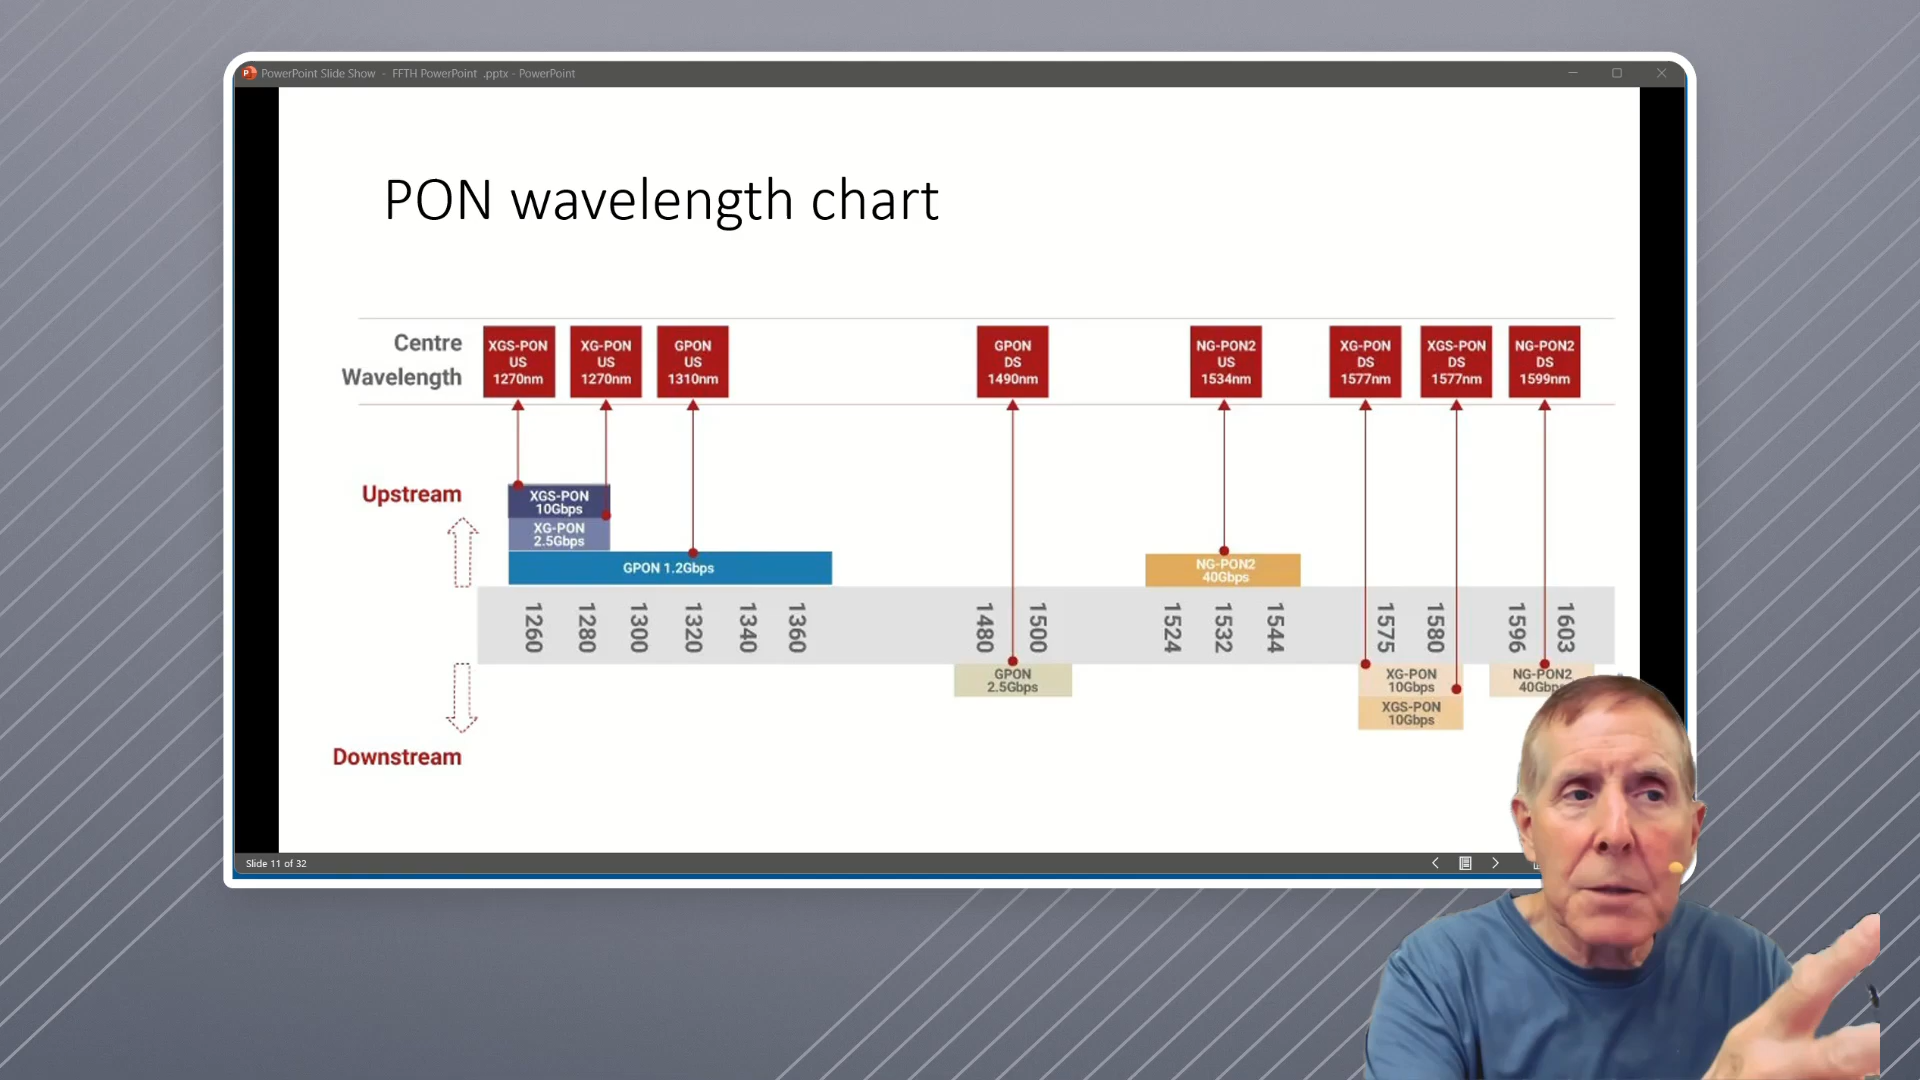 PowerPoint Slide Show - FFTH PowerPoint .pptx - PowerPoint
PON wavelength chart
Centre
Wavelength
XGS-PON
US
1270nm
XG-PON
US
1270nm
GPON
US
1310nm
GPON
DS
1490nm
NG-PON2
US
1534nm
XG-PON
DS
1577nm
XGS-PON
DS
1577nm
NG-PON2
DS
1599nm
Upstream
XGS-PON
10Gbps
XG-PON
2.5Gbps
GPON 1.2Gbps
NG-PON2
40Gbps
1260 1280 1300 1320 1340 1360 1480 1500 1524 1532 1544 1575 1580 1596 1603
GPON
2.5Gbps
XG-PON
10Gbps
XGS-PON
10Gbps
NG-PON2
40Gbps
Downstream
Slide 11 of 32